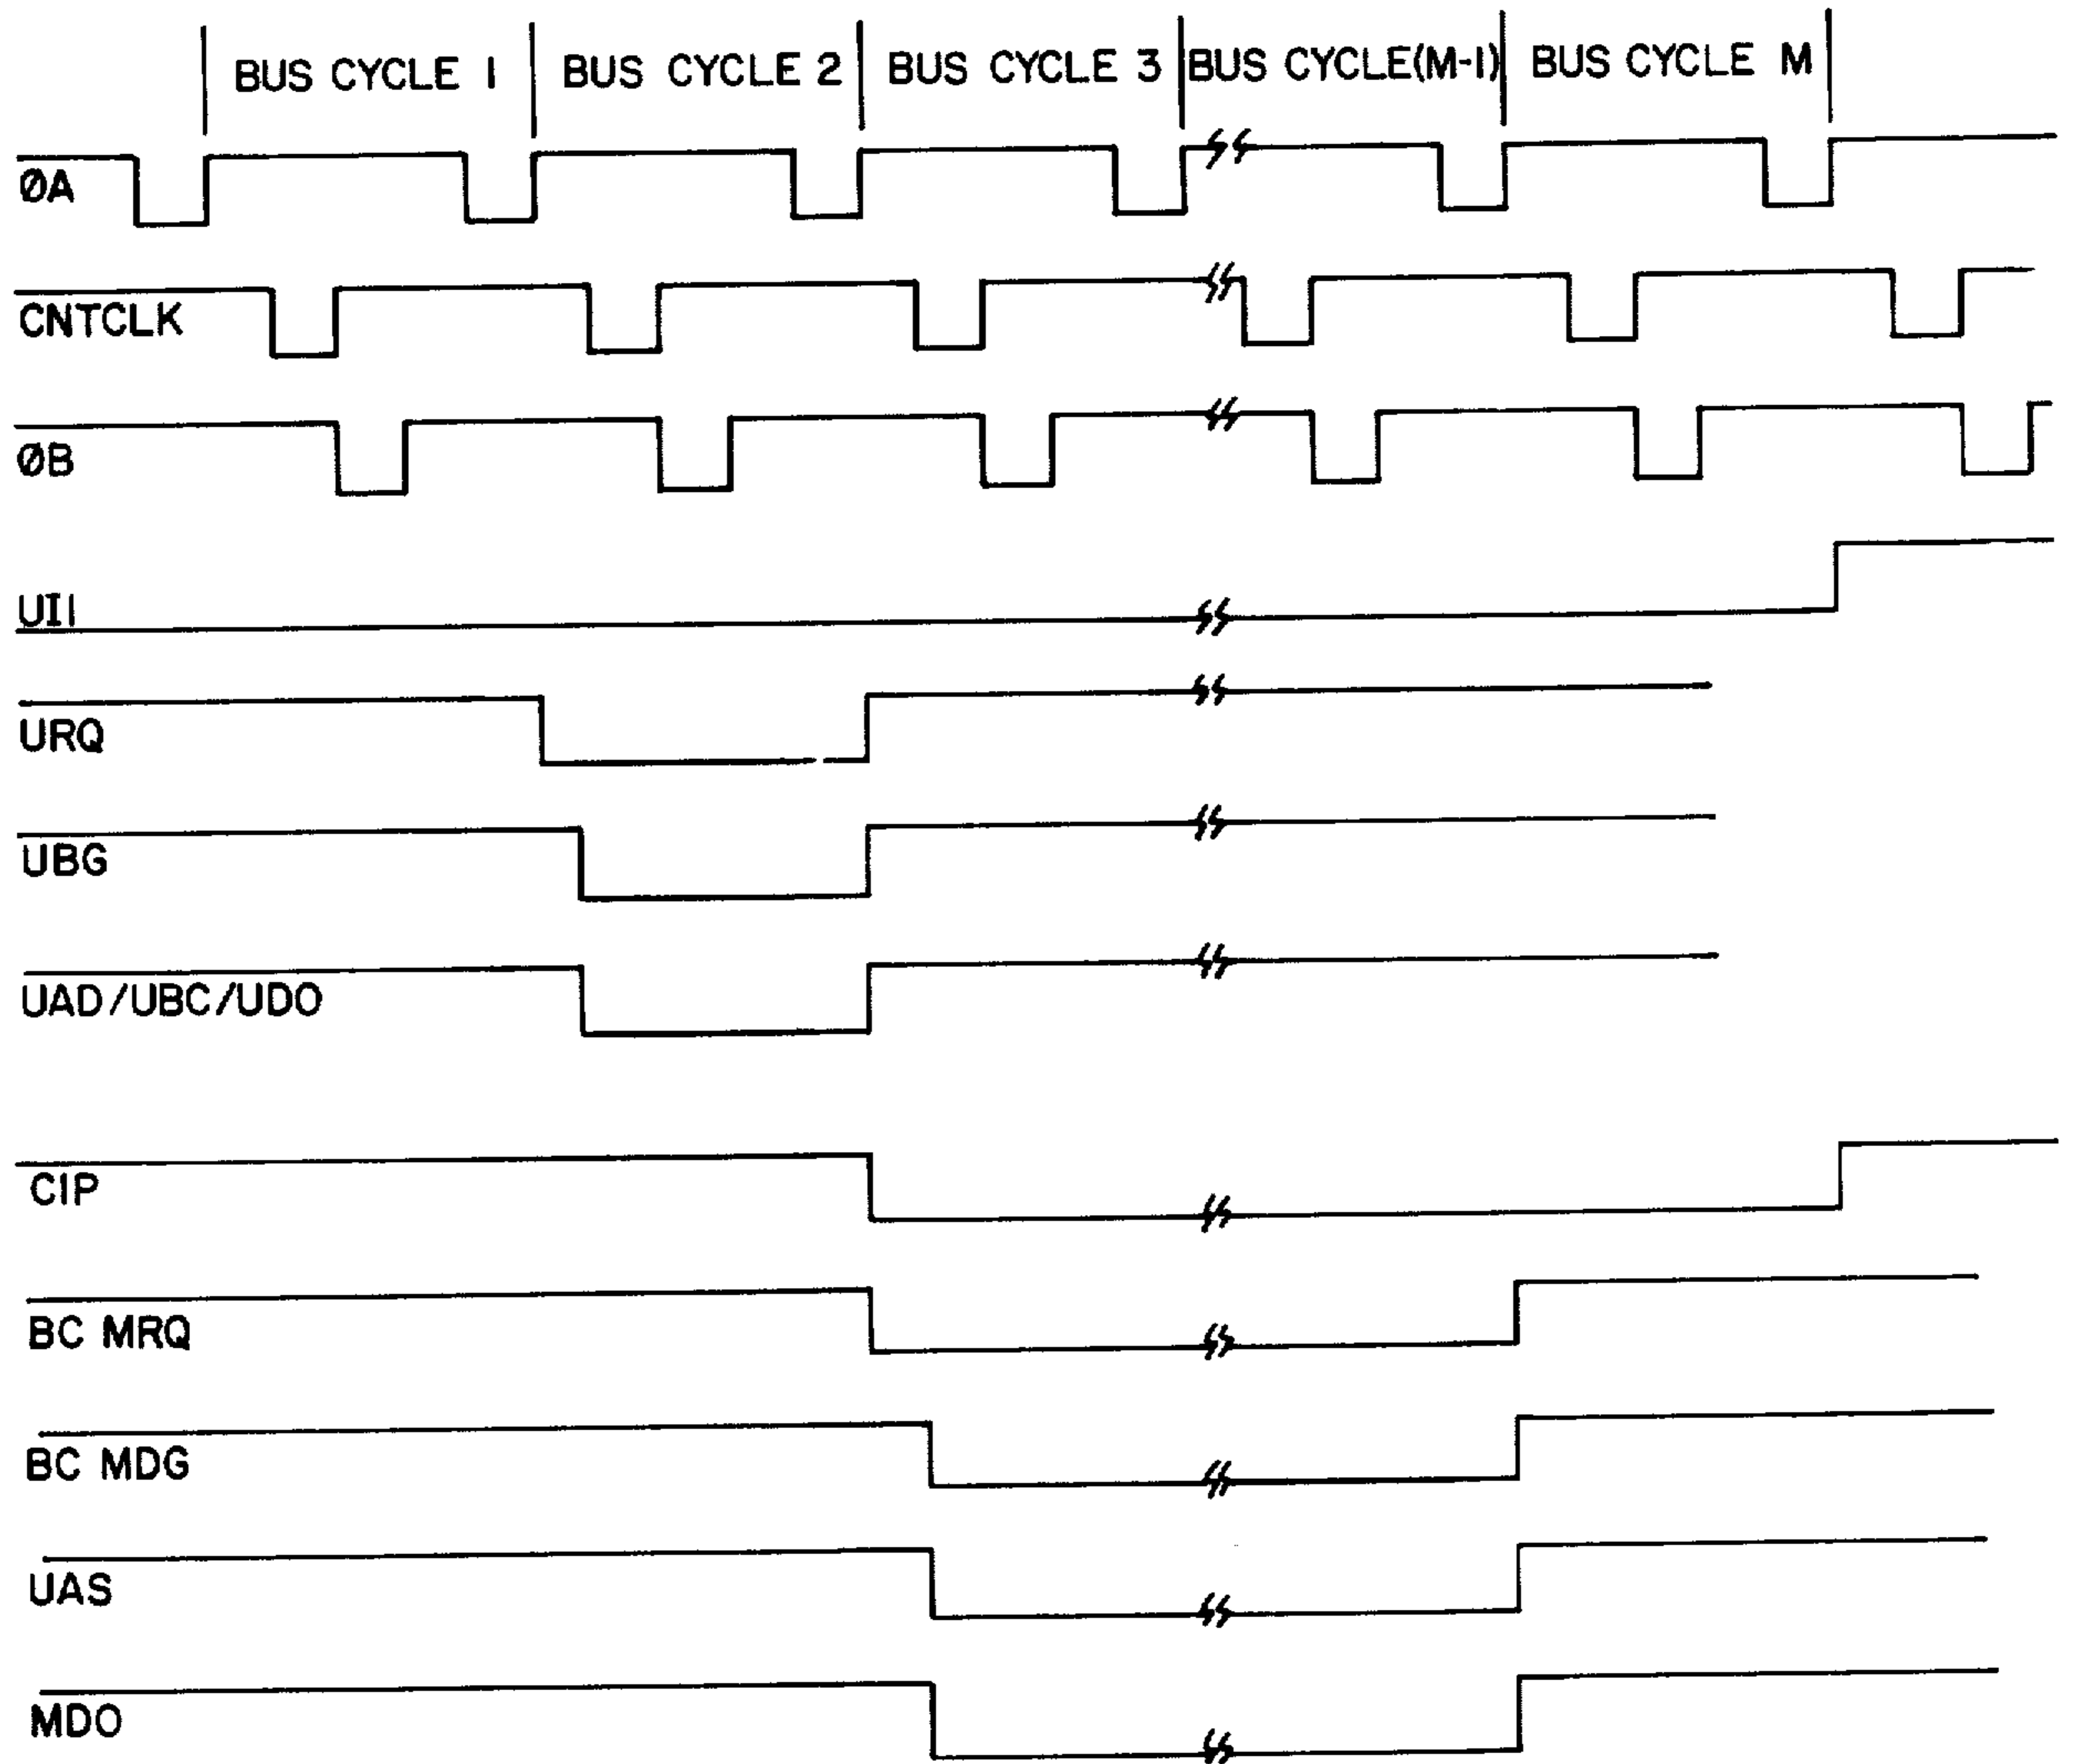 BUS CYCLE 1 BUS CYCLE 2 BUS CYCLE 3 BUS CYCLE(M-1) BUS CYCLE M
ØA
CNTCLK
ØB
UI1
URQ
UBG
UAD/UBC/UDO
CIP
BC MRQ
BC MDG
UAS
MDO